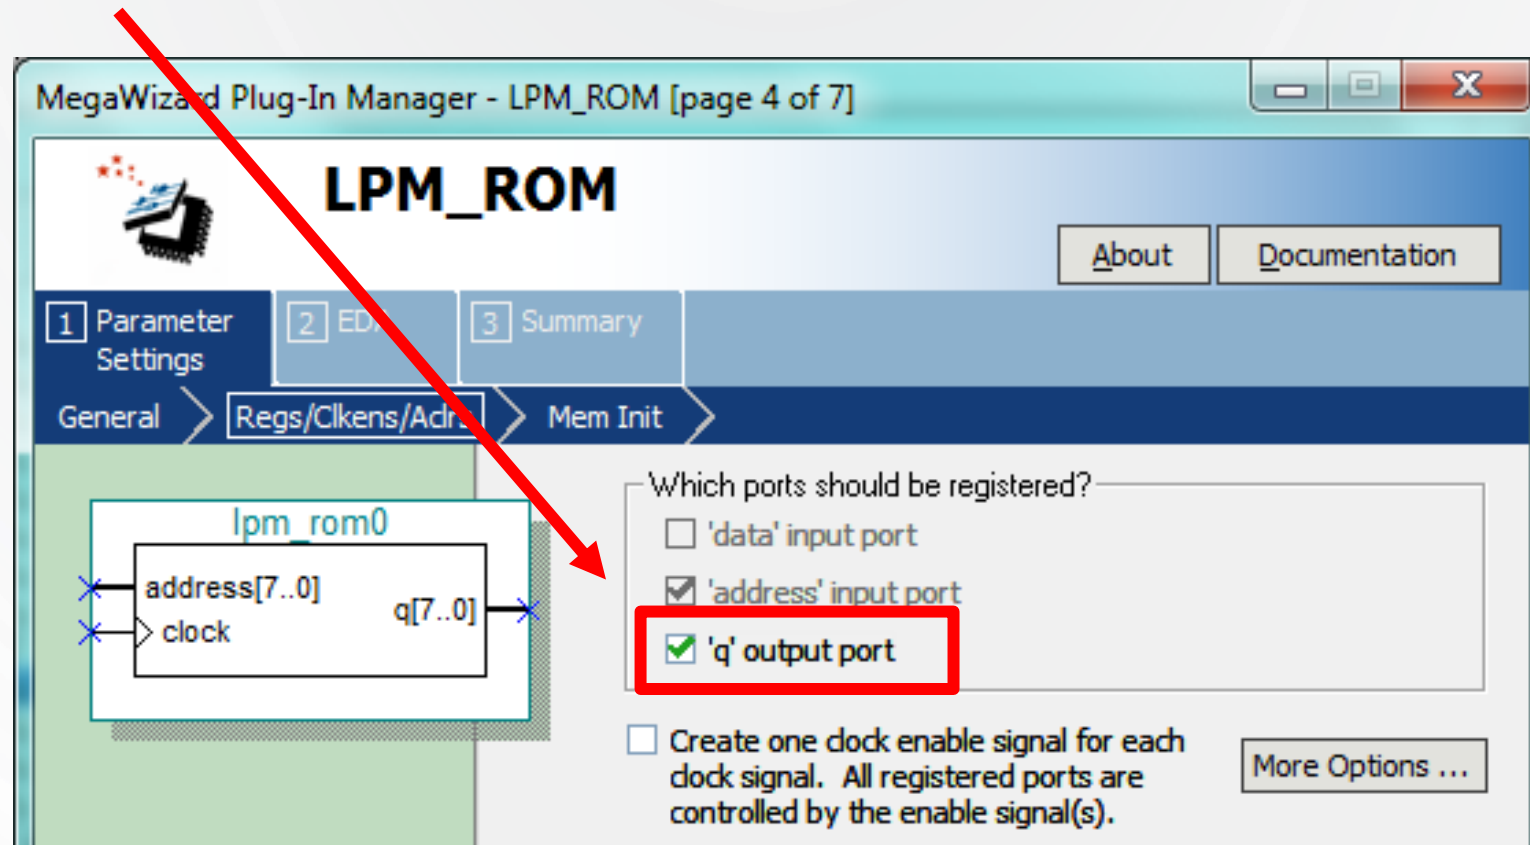 MegaWizard Plug-In Manager - LPM_ROM [page 4 of 7]
X
LPM_ROM
About
Documentation
1 Parameter Settings
2 EDA
3 Summary
General
Regs/Clkens/Aclrs
Mem Init
lpm_rom0
address[7..0]
q[7..0]
clock
Which ports should be registered?
'data' input port
'address' input port
'q' output port
Create one clock enable signal for each
clock signal. All registered ports are
controlled by the enable signal(s).
More Options ...